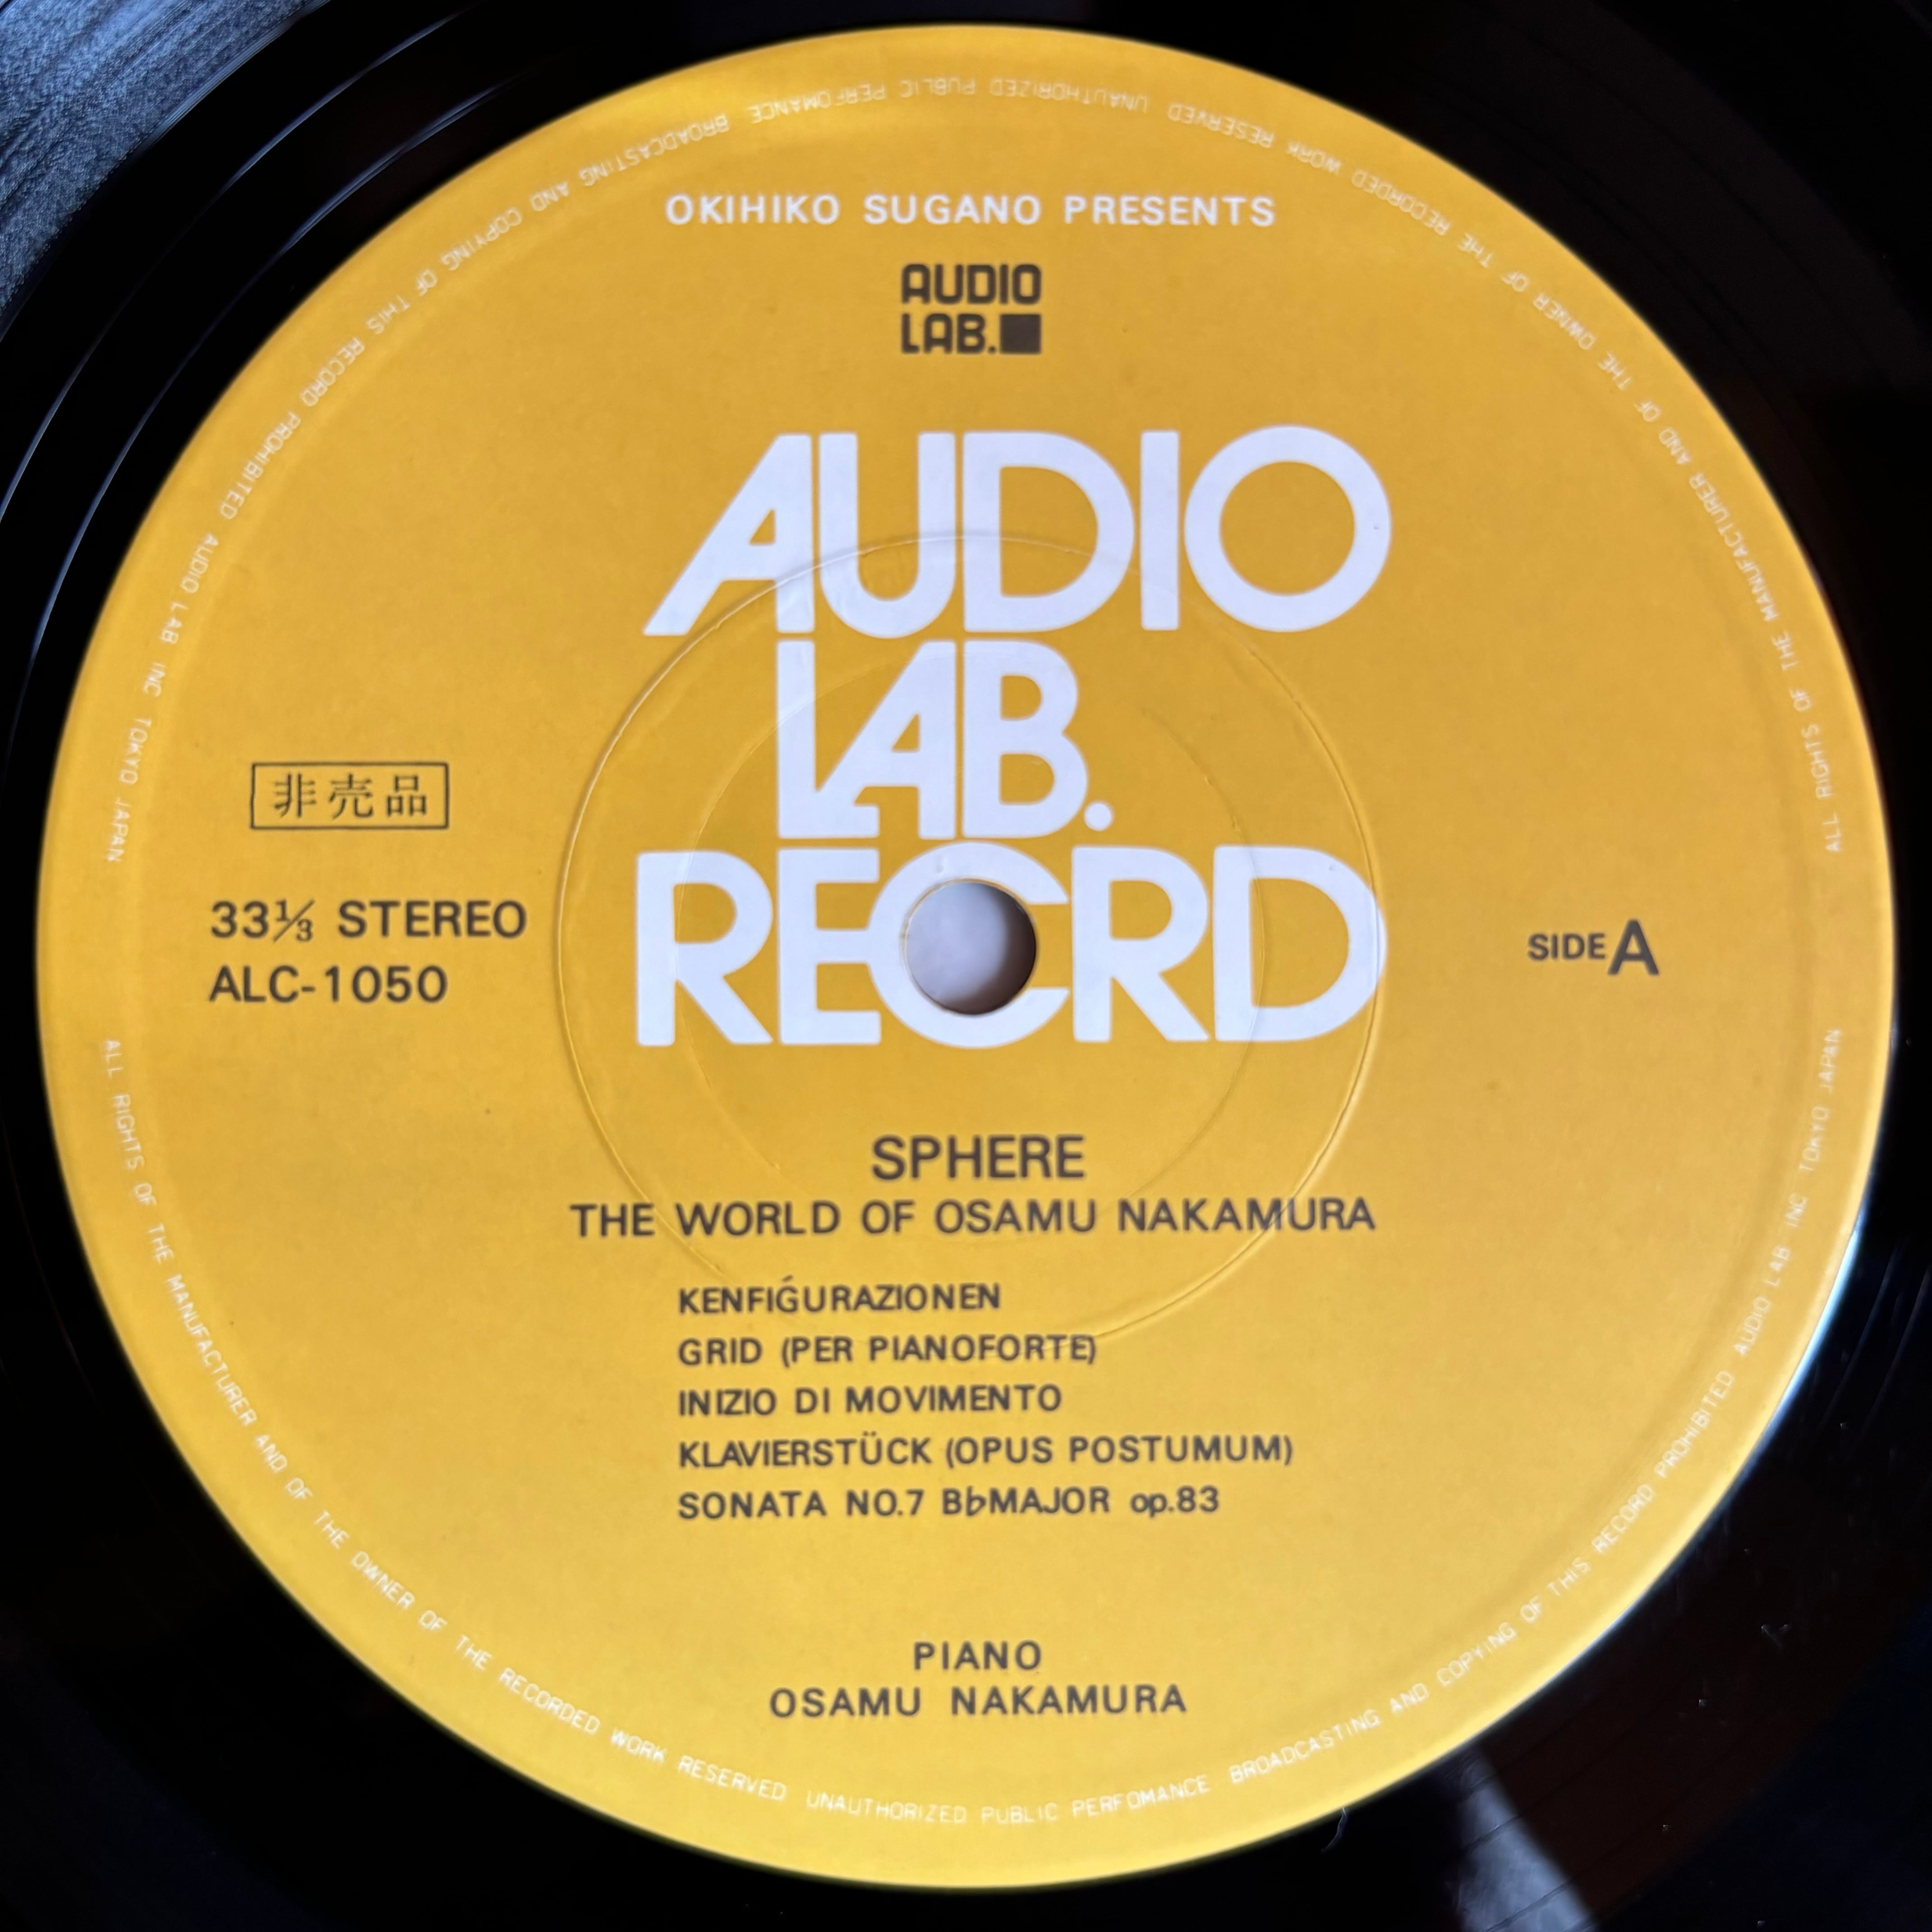 OKIHIKO SUGANO PRESENTS
AUDIO
LAB.
AUDIO
LAB.
RECRD
非売品
33⅓ STEREO
ALC-1050
SIDE A
SPHERE
THE WORLD OF OSAMU NAKAMURA
KENFIǴURAZIONEN
GRID (PER PIANOFORTE)
INIZIO DI MOVIMENTO
KLAVIERSTÜCK (OPUS POSTUMUM)
SONATA NO.7 B♭MAJOR op.83
PIANO
OSAMU NAKAMURA
ALL RIGHTS OF THE MANUFACTURER AND OF THE OWNER OF THE RECORDED WORK RESERVED UNAUTHORIZED PUBLIC PERFOMANCE BROADCASTING AND COPYING OF THIS RECORD PROHIBITED AUDIO LAB INC TOKYO JAPAN
ALL RIGHTS OF THE MANUFACTURER AND OF THE OWNER OF THE RECORDED WORK RESERVED UNAUTHORIZED PUBLIC PERFOMANCE BROADCASTING AND COPYING OF THIS RECORD PROHIBITED AUDIO LAB INC TOKYO JAPAN